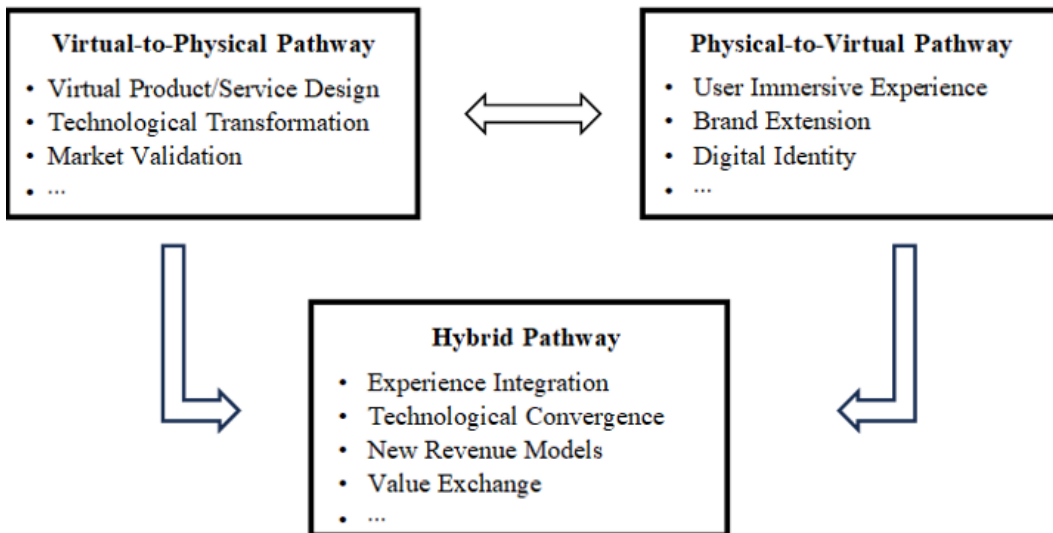 Virtual-to-Physical Pathway
• Virtual Product/Service Design
• Technological Transformation
• Market Validation
• ...
Physical-to-Virtual Pathway
• User Immersive Experience
• Brand Extension
• Digital Identity
• ...
Hybrid Pathway
• Experience Integration
• Technological Convergence
• New Revenue Models
• Value Exchange
• ...